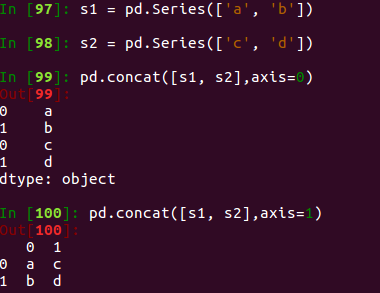 In [97]: s1 = pd.Series(['a', 'b'])
In [98]: s2 = pd.Series(['c', 'd'])
In [99]: pd.concat([s1, s2],axis=0)
Out[99]:
0    a
1    b
0    c
1    d
dtype: object
In [100]: pd.concat([s1, s2],axis=1)
Out[100]:
   0  1
0  a  c
1  b  d